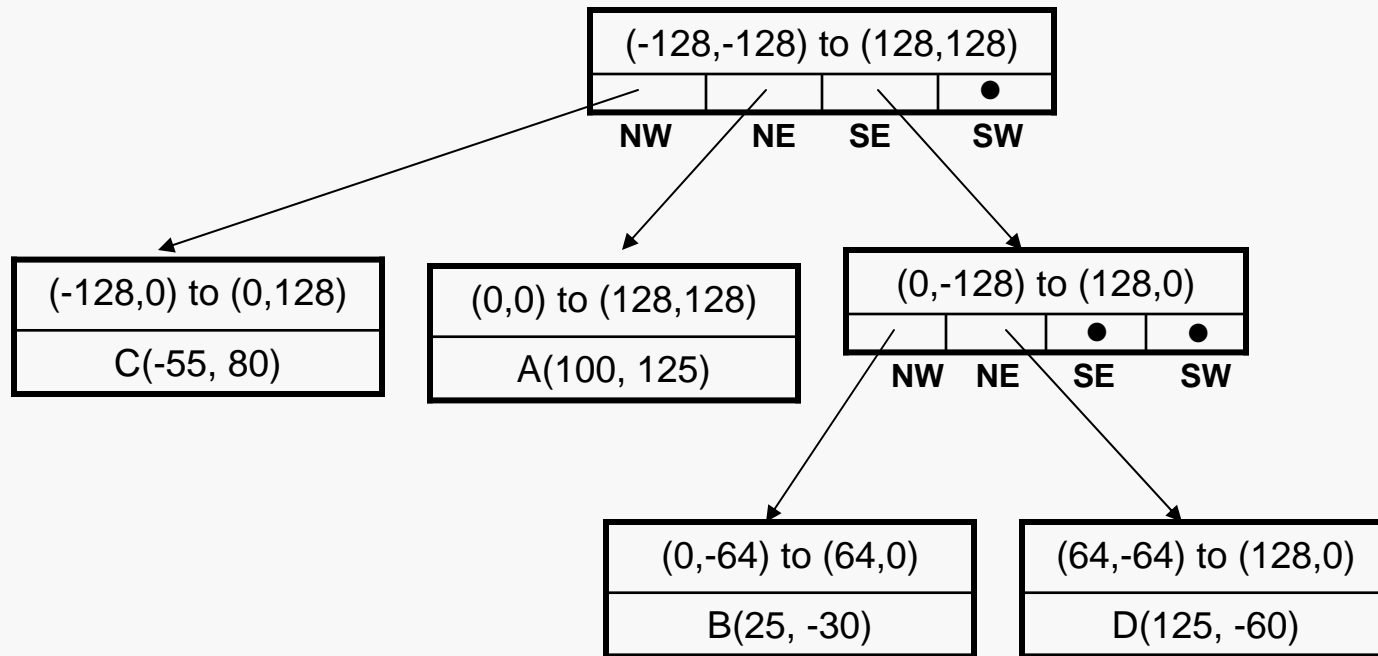 (-128,-128) to (128,128)
NW NE SE SW
(-128,0) to (0,128)
C(-55, 80)
(0,0) to (128,128)
A(100, 125)
(0,-128) to (128,0)
NW NE SE SW
(0,-64) to (64,0)
B(25, -30)
(64,-64) to (128,0)
D(125, -60)